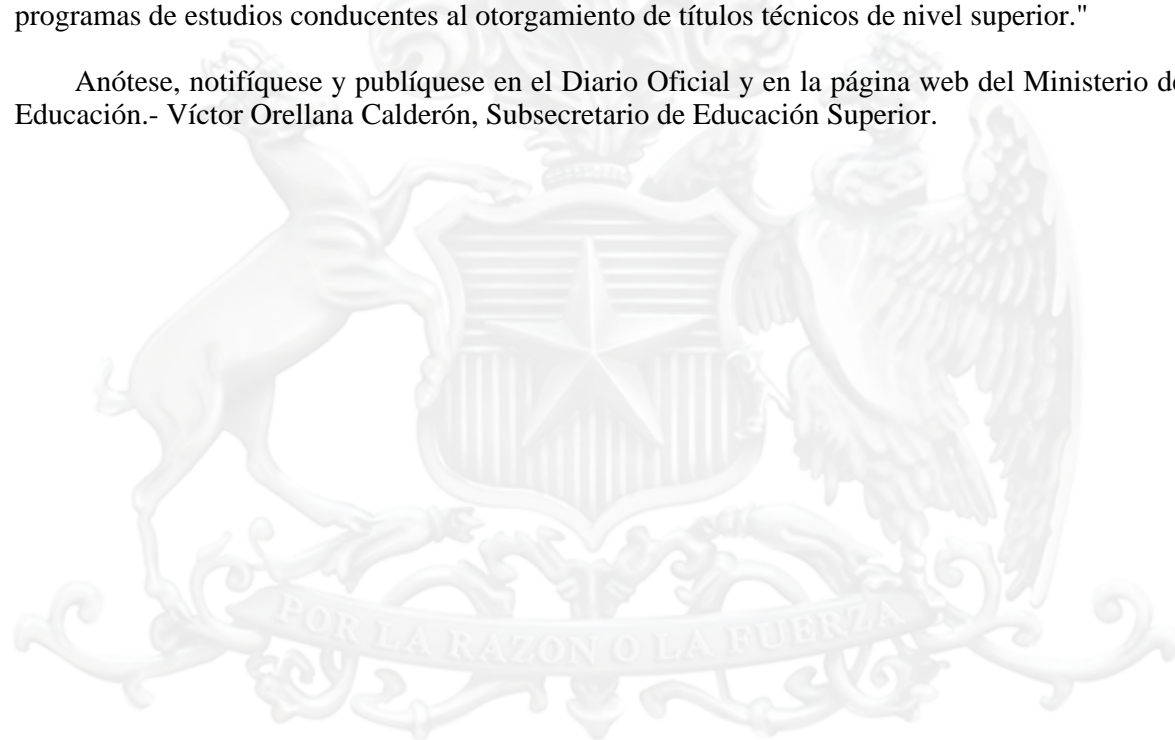 programas de estudios conducentes al otorgamiento de títulos técnicos de nivel superior."
Anótese, notifíquese y publíquese en el Diario Oficial y en la página web del Ministerio de
Educación.- Víctor Orellana Calderón, Subsecretario de Educación Superior.
POR LA RAZON O LA FUERZA